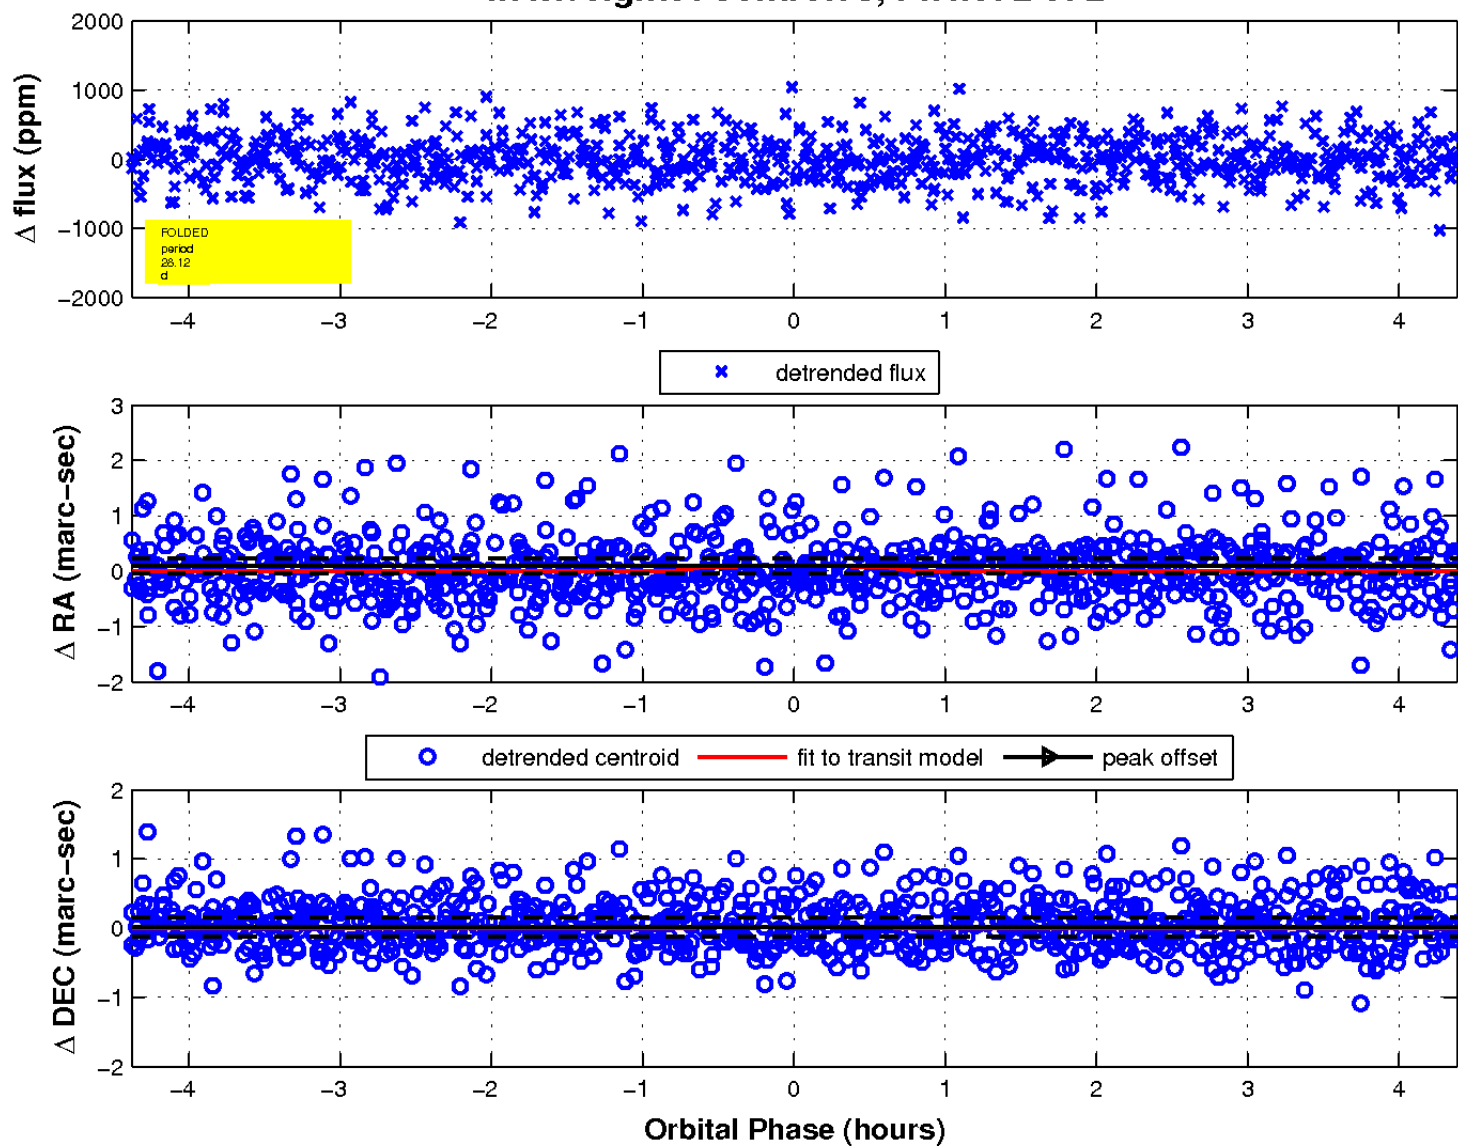 2000
1000
0
−1000
−2000
Δ flux (ppm)
FOLDED
period
28.12
d
−4 −3 −2 −1 0 1 2 3 4
detrended flux
3
2
1
0
−1
−2
Δ RA (marc−sec)
−4 −3 −2 −1 0 1 2 3 4
detrended centroid fit to transit model peak offset
2
1
0
−1
−2
Δ DEC (marc−sec)
−4 −3 −2 −1 0 1 2 3 4
Orbital Phase (hours)